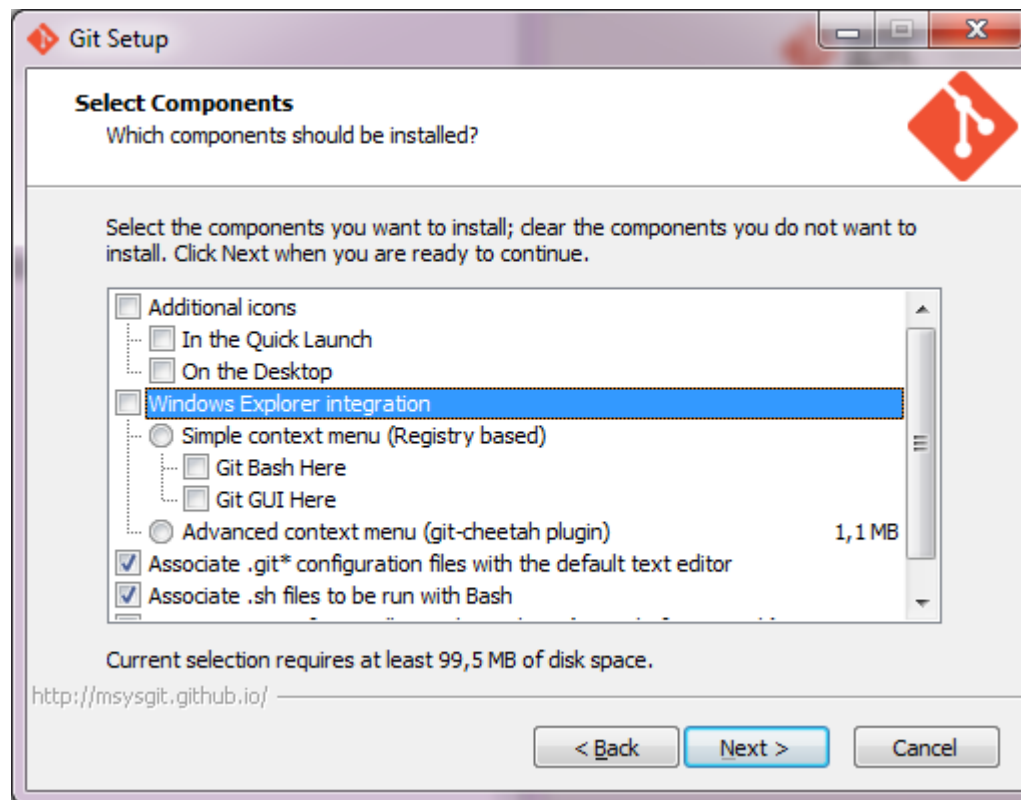 Git Setup
Select Components
Which components should be installed?
Select the components you want to install; clear the components you do not want to
install. Click Next when you are ready to continue.
Additional icons
In the Quick Launch
On the Desktop
Windows Explorer integration
Simple context menu (Registry based)
Git Bash Here
Git GUI Here
Advanced context menu (git-cheetah plugin) 1,1 MB
Associate .git* configuration files with the default text editor
Associate .sh files to be run with Bash
Current selection requires at least 99,5 MB of disk space.
http://msysgit.github.io/
< Back Next > Cancel